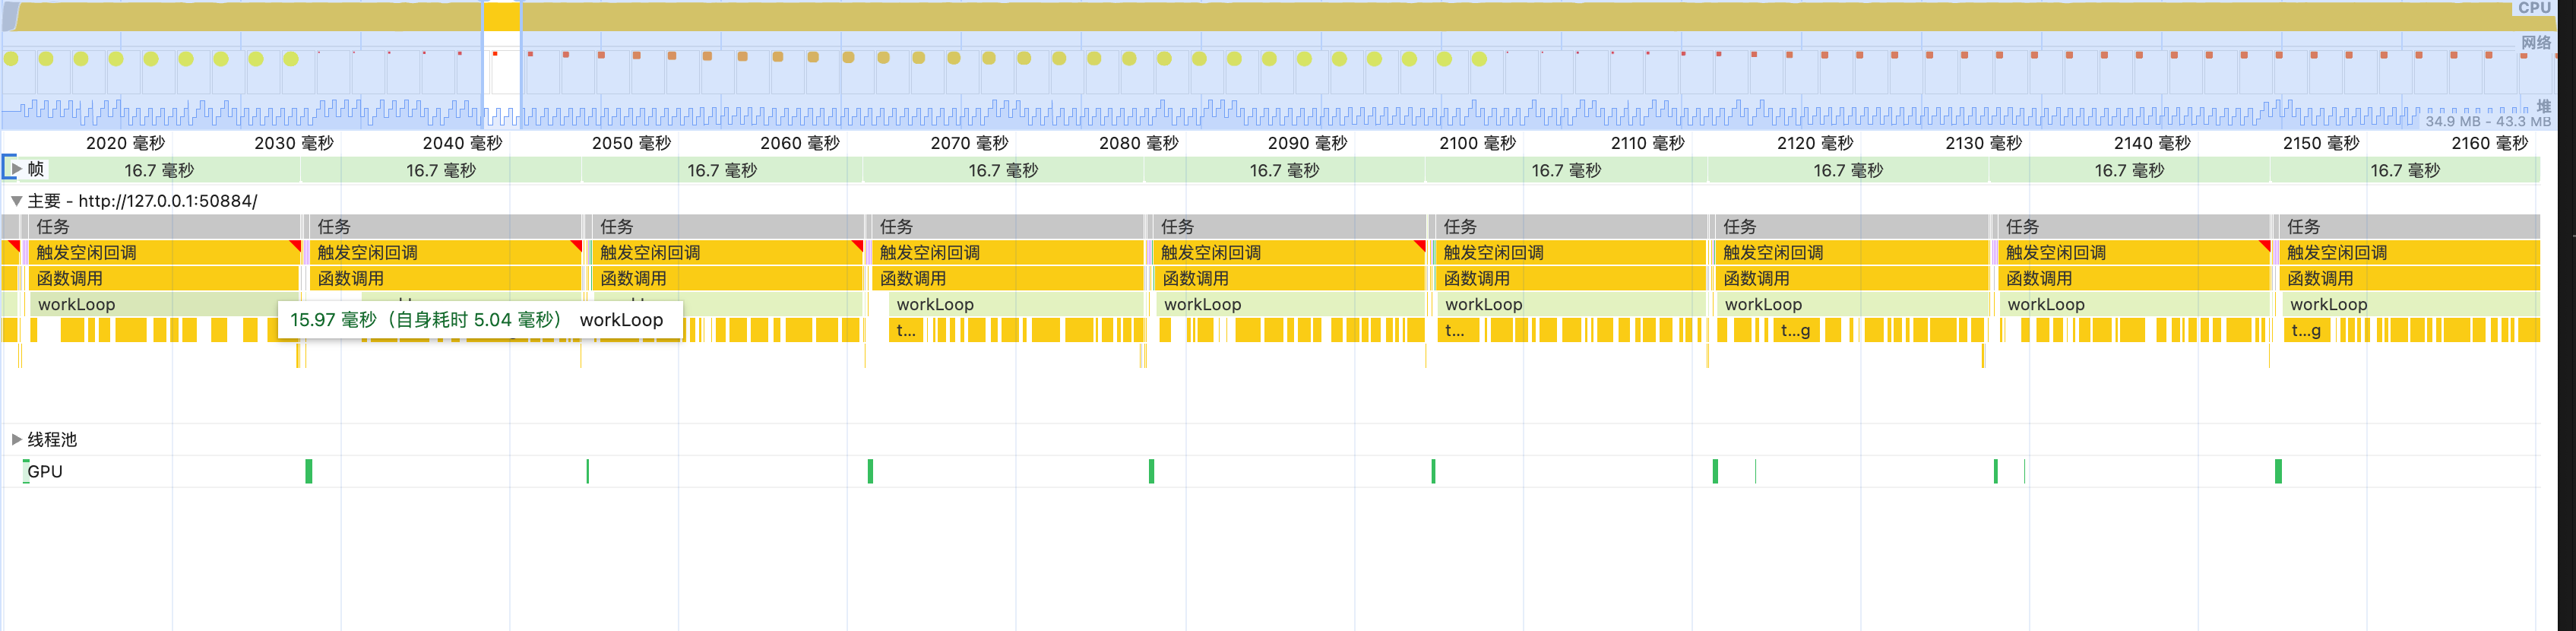 CPU
网络
堆
34.9 MB - 43.3 MB
2020 毫秒 2030 毫秒 2040 毫秒 2050 毫秒 2060 毫秒 2070 毫秒 2080 毫秒 2090 毫秒 2100 毫秒 2110 毫秒 2120 毫秒 2130 毫秒 2140 毫秒 2150 毫秒 2160 毫秒
帧 16.7 毫秒 16.7 毫秒 16.7 毫秒 16.7 毫秒 16.7 毫秒 16.7 毫秒 16.7 毫秒 16.7 毫秒 16.7 毫秒
主要 - http://127.0.0.1:50884/
任务 任务 任务 任务 任务 任务 任务 任务 任务
触发空闲回调 触发空闲回调 触发空闲回调 触发空闲回调 触发空闲回调 触发空闲回调 触发空闲回调 触发空闲回调 触发空闲回调
函数调用 函数调用 函数调用 函数调用 函数调用 函数调用 函数调用 函数调用 函数调用
workLoop workLoop workLoop workLoop workLoop workLoop workLoop
15.97 毫秒（自身耗时 5.04 毫秒） workLoop
t... t... t...g t...g
线程池
GPU